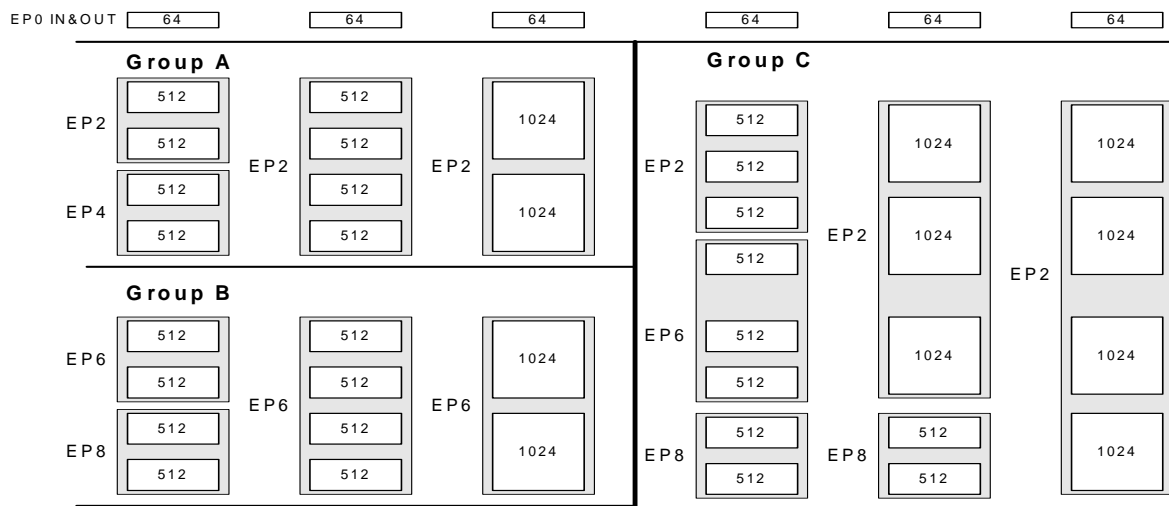 EP0 IN&OUT 64 64 64 64 64 64
Group A
EP2 512 512
EP4 512 512
EP2 512 512 512 512
EP2 1024 1024
Group B
EP6 512 512
EP8 512 512
EP6 512 512 512 512
EP6 1024 1024
Group C
EP2 512 512 512
EP6 512 512 512
EP8 512 512
EP2 1024 1024 1024
EP8 512 512
EP2 1024 1024 1024 1024